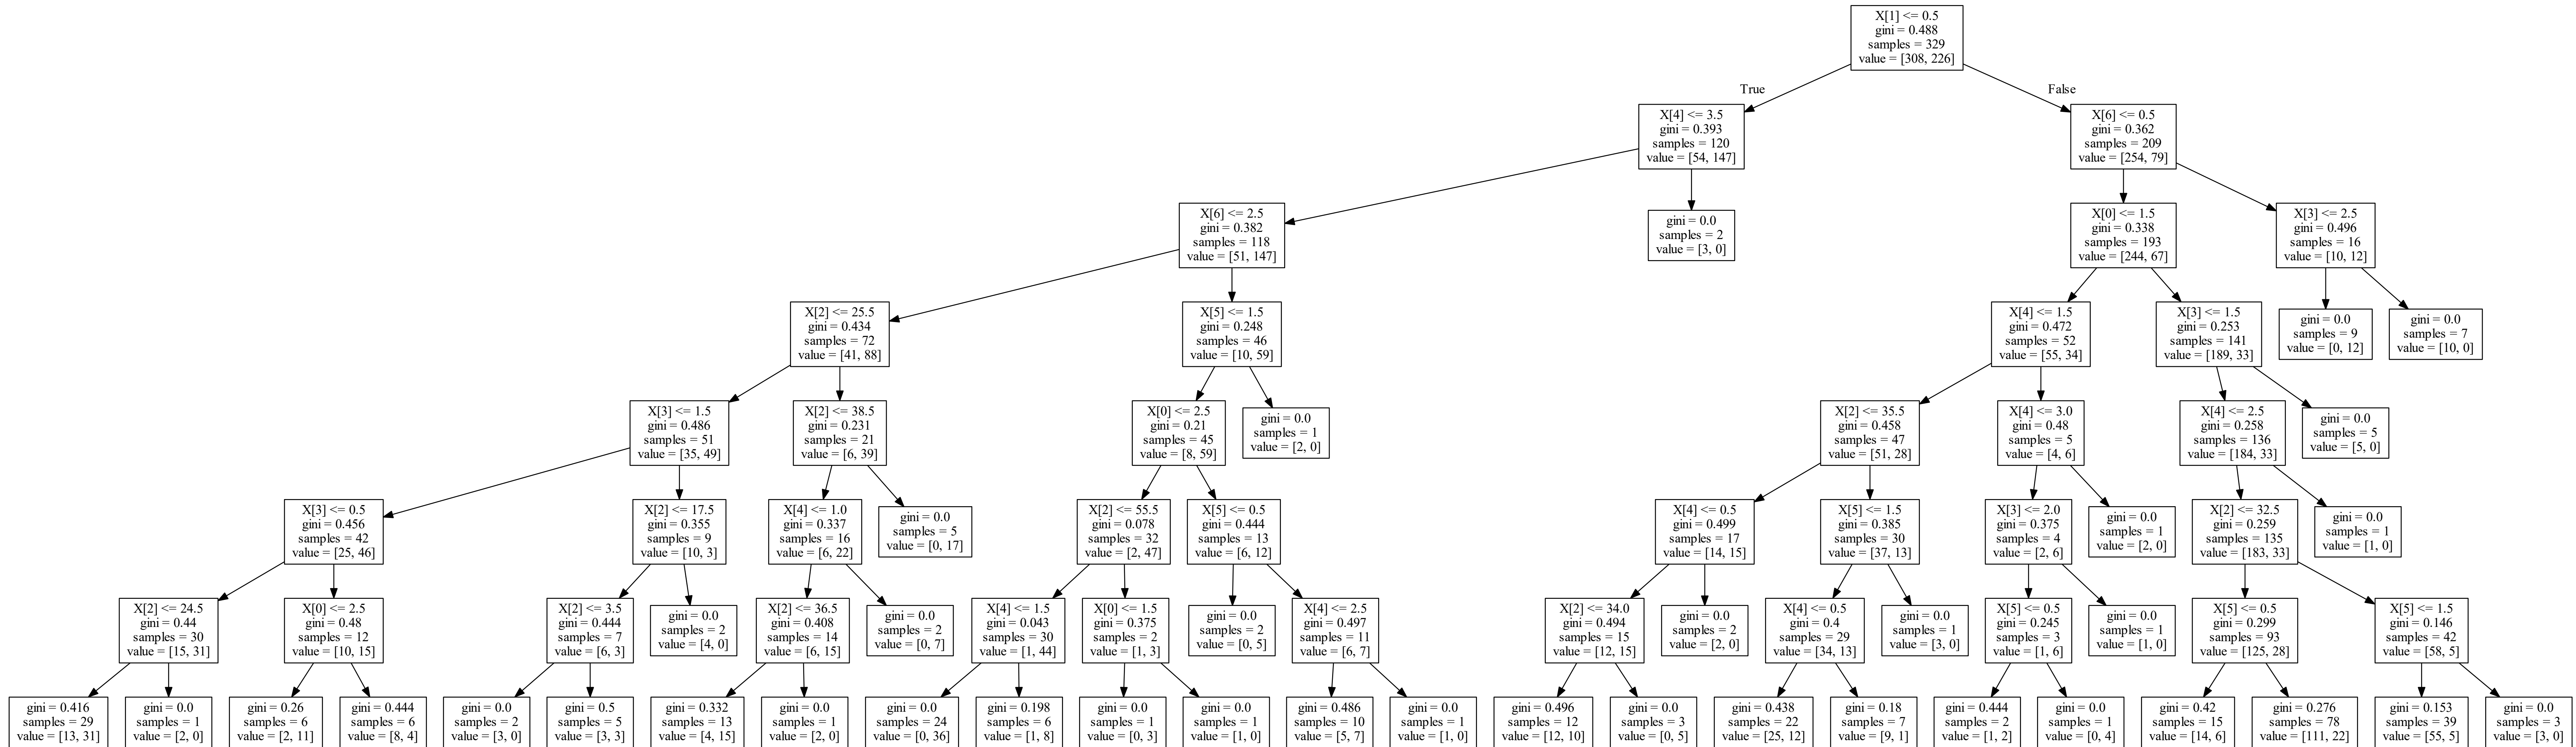 X[1] <= 0.5
gini = 0.488
samples = 329
value = [308, 226]
True
False
X[4] <= 3.5
gini = 0.393
samples = 120
value = [54, 147]
X[6] <= 0.5
gini = 0.362
samples = 209
value = [254, 79]
X[6] <= 2.5
gini = 0.382
samples = 118
value = [51, 147]
gini = 0.0
samples = 2
value = [3, 0]
X[0] <= 1.5
gini = 0.338
samples = 193
value = [244, 67]
X[3] <= 2.5
gini = 0.496
samples = 16
value = [10, 12]
X[2] <= 25.5
gini = 0.434
samples = 72
value = [41, 88]
X[5] <= 1.5
gini = 0.248
samples = 46
value = [10, 59]
X[4] <= 1.5
gini = 0.472
samples = 52
value = [55, 34]
X[3] <= 1.5
gini = 0.253
samples = 141
value = [189, 33]
gini = 0.0
samples = 9
value = [0, 12]
gini = 0.0
samples = 7
value = [10, 0]
X[3] <= 1.5
gini = 0.486
samples = 51
value = [35, 49]
X[2] <= 38.5
gini = 0.231
samples = 21
value = [6, 39]
X[0] <= 2.5
gini = 0.21
samples = 45
value = [8, 59]
gini = 0.0
samples = 1
value = [2, 0]
X[2] <= 35.5
gini = 0.458
samples = 47
value = [51, 28]
X[4] <= 3.0
gini = 0.48
samples = 5
value = [4, 6]
X[4] <= 2.5
gini = 0.258
samples = 136
value = [184, 33]
gini = 0.0
samples = 5
value = [5, 0]
X[3] <= 0.5
gini = 0.456
samples = 42
value = [25, 46]
X[2] <= 17.5
gini = 0.355
samples = 9
value = [10, 3]
X[4] <= 1.0
gini = 0.337
samples = 16
value = [6, 22]
gini = 0.0
samples = 5
value = [0, 17]
X[2] <= 55.5
gini = 0.078
samples = 32
value = [2, 47]
X[5] <= 0.5
gini = 0.444
samples = 13
value = [6, 12]
X[4] <= 0.5
gini = 0.499
samples = 17
value = [14, 15]
X[5] <= 1.5
gini = 0.385
samples = 30
value = [37, 13]
X[3] <= 2.0
gini = 0.375
samples = 4
value = [2, 6]
gini = 0.0
samples = 1
value = [2, 0]
X[2] <= 32.5
gini = 0.259
samples = 135
value = [183, 33]
gini = 0.0
samples = 1
value = [1, 0]
X[2] <= 24.5
gini = 0.44
samples = 30
value = [15, 31]
X[0] <= 2.5
gini = 0.48
samples = 12
value = [10, 15]
X[2] <= 3.5
gini = 0.444
samples = 7
value = [6, 3]
gini = 0.0
samples = 2
value = [4, 0]
X[2] <= 36.5
gini = 0.408
samples = 14
value = [6, 15]
gini = 0.0
samples = 2
value = [0, 7]
X[4] <= 1.5
gini = 0.043
samples = 30
value = [1, 44]
X[0] <= 1.5
gini = 0.375
samples = 2
value = [1, 3]
gini = 0.0
samples = 2
value = [0, 5]
X[4] <= 2.5
gini = 0.497
samples = 11
value = [6, 7]
X[2] <= 34.0
gini = 0.494
samples = 15
value = [12, 15]
gini = 0.0
samples = 2
value = [2, 0]
X[4] <= 0.5
gini = 0.4
samples = 29
value = [34, 13]
gini = 0.0
samples = 1
value = [3, 0]
X[5] <= 0.5
gini = 0.245
samples = 3
value = [1, 6]
gini = 0.0
samples = 1
value = [1, 0]
X[5] <= 0.5
gini = 0.299
samples = 93
value = [125, 28]
X[5] <= 1.5
gini = 0.146
samples = 42
value = [58, 5]
gini = 0.416
samples = 29
value = [13, 31]
gini = 0.0
samples = 1
value = [2, 0]
gini = 0.26
samples = 6
value = [2, 11]
gini = 0.444
samples = 6
value = [8, 4]
gini = 0.0
samples = 2
value = [3, 0]
gini = 0.5
samples = 5
value = [3, 3]
gini = 0.332
samples = 13
value = [4, 15]
gini = 0.0
samples = 1
value = [2, 0]
gini = 0.0
samples = 24
value = [0, 36]
gini = 0.198
samples = 6
value = [1, 8]
gini = 0.0
samples = 1
value = [0, 3]
gini = 0.0
samples = 1
value = [1, 0]
gini = 0.486
samples = 10
value = [5, 7]
gini = 0.0
samples = 1
value = [1, 0]
gini = 0.496
samples = 12
value = [12, 10]
gini = 0.0
samples = 3
value = [0, 5]
gini = 0.438
samples = 22
value = [25, 12]
gini = 0.18
samples = 7
value = [9, 1]
gini = 0.444
samples = 2
value = [1, 2]
gini = 0.0
samples = 1
value = [0, 4]
gini = 0.42
samples = 15
value = [14, 6]
gini = 0.276
samples = 78
value = [111, 22]
gini = 0.153
samples = 39
value = [55, 5]
gini = 0.0
samples = 3
value = [3, 0]